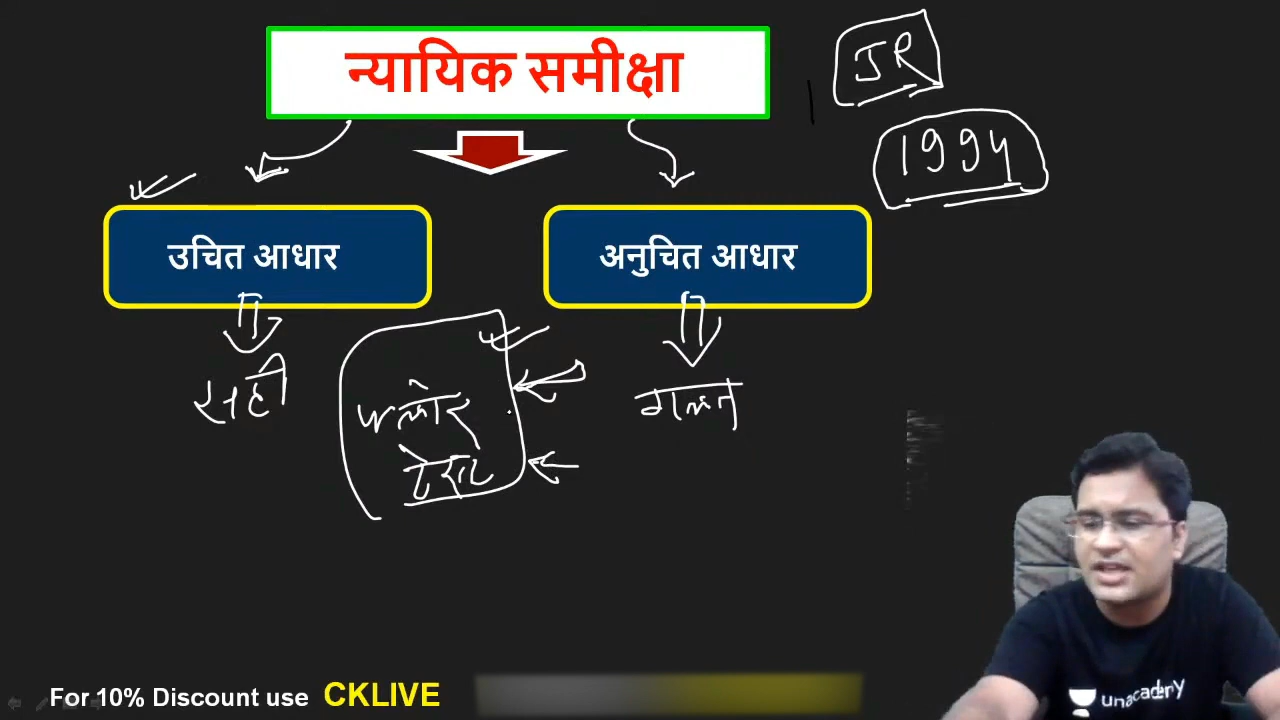 न्यायिक समीक्षा
JR
1994
उचित आधार
अनुचित आधार
सही
फ्लोर
टेस्ट
गलत
For 10% Discount use CKLIVE
unacademy